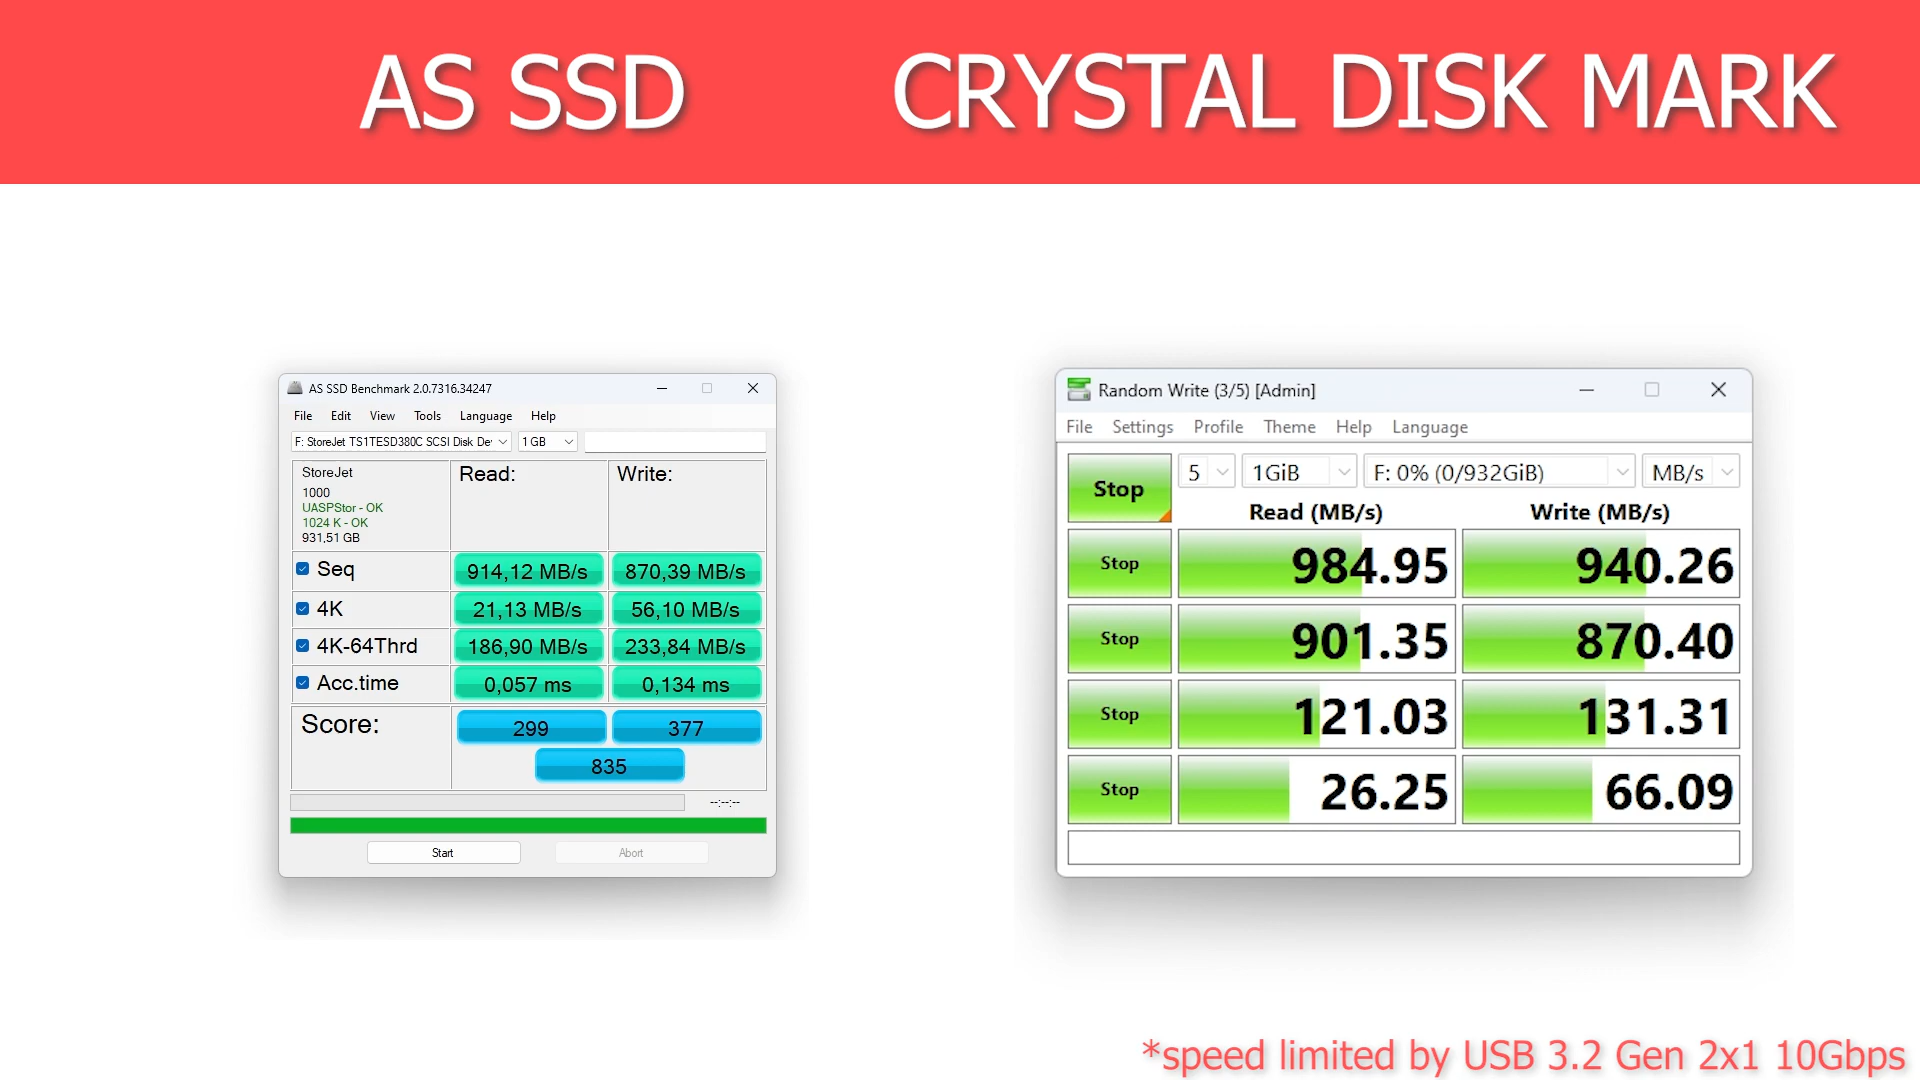 AS SSD
CRYSTAL DISK MARK
AS SSD Benchmark 2.0.7316.34247
File Edit View Tools Language Help
F: StoreJet TS1TESD380C SCSI Disk De 1 GB
StoreJet
1000
UASPStor - OK
1024 K - OK
931,51 GB
Read: Write:
Seq 914,12 MB/s 870,39 MB/s
4K 21,13 MB/s 56,10 MB/s
4K-64Thrd 186,90 MB/s 233,84 MB/s
Acc.time 0,057 ms 0,134 ms
Score: 299 377
835
--:--:--
Start Abort
Random Write (3/5) [Admin]
File Settings Profile Theme Help Language
Stop 5 1GiB F: 0% (0/932GiB) MB/s
Read (MB/s) Write (MB/s)
Stop 984.95 940.26
Stop 901.35 870.40
Stop 121.03 131.31
Stop 26.25 66.09
*speed limited by USB 3.2 Gen 2x1 10Gbps